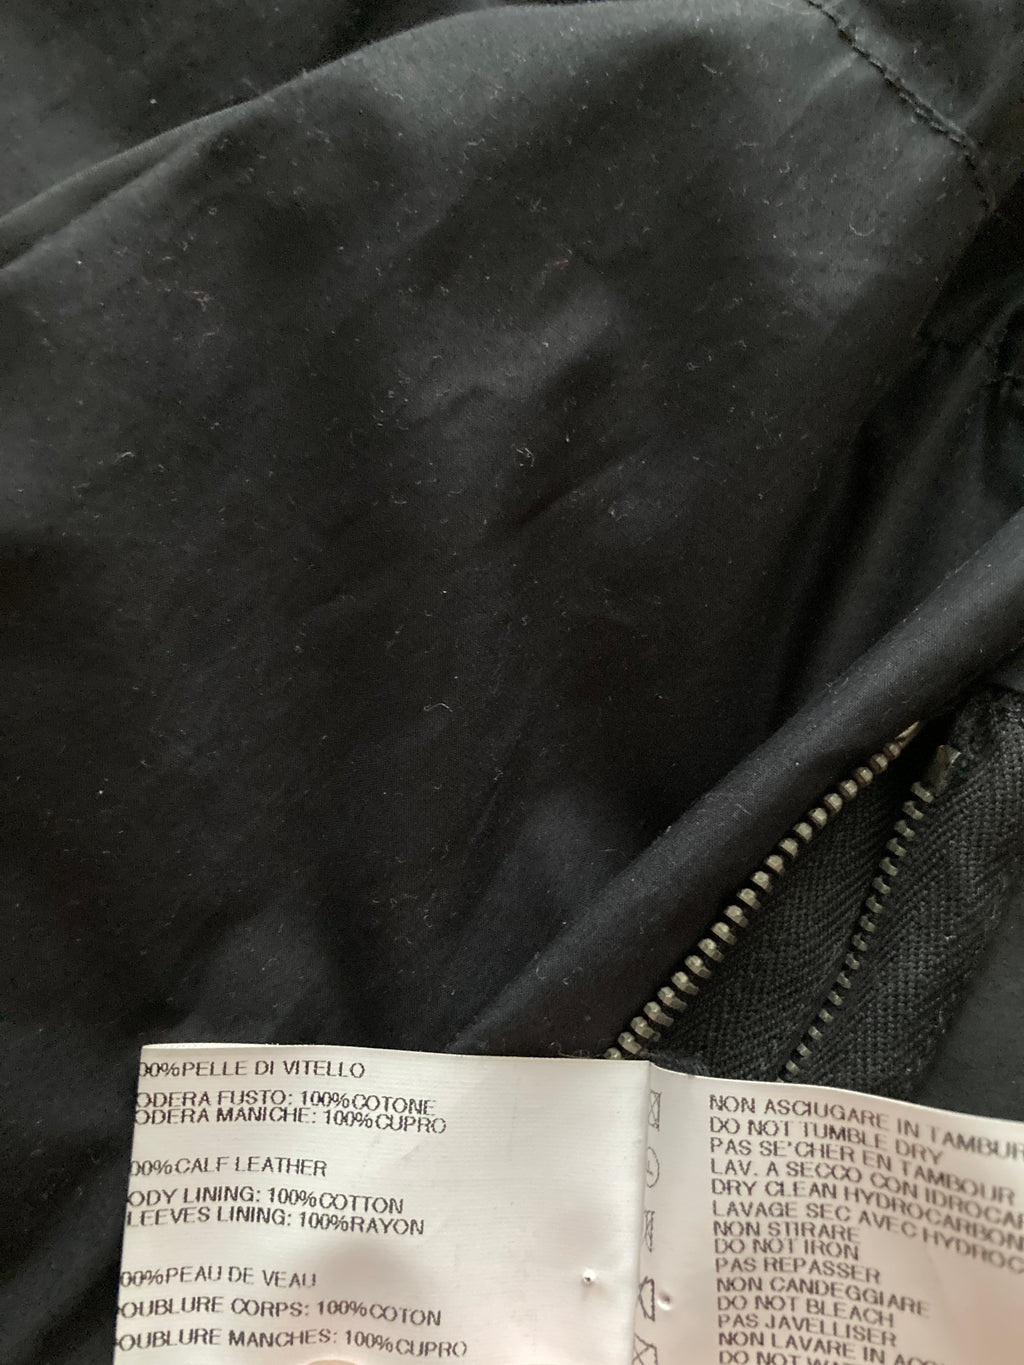 00%PELLE DI VITELLO
ODERA FUSTO: 100%COTONE
ODERA MANICHE: 100%CUPRO
00%CALF LEATHER
ODY LINING: 100%COTTON
LEEVES LINING: 100%RAYON
00%PEAU DE VEAU
OUBLURE CORPS: 100%COTON
OUBLURE MANCHES: 100%CUPRO
NON ASCIUGARE IN TAMBUR
DO NOT TUMBLE DRY
PAS SE'CHER EN TAMBOUR
LAV. A SECCO CON IDROCAR
DRY CLEAN HYDROCARBON
LAVAGE SEC AVEC HYDROC
NON STIRARE
DO NOT IRON
PAS REPASSER
NON CANDEGGIARE
DO NOT BLEACH
PAS JAVELLISER
NON LAVARE IN ACQ
DO NOT WA